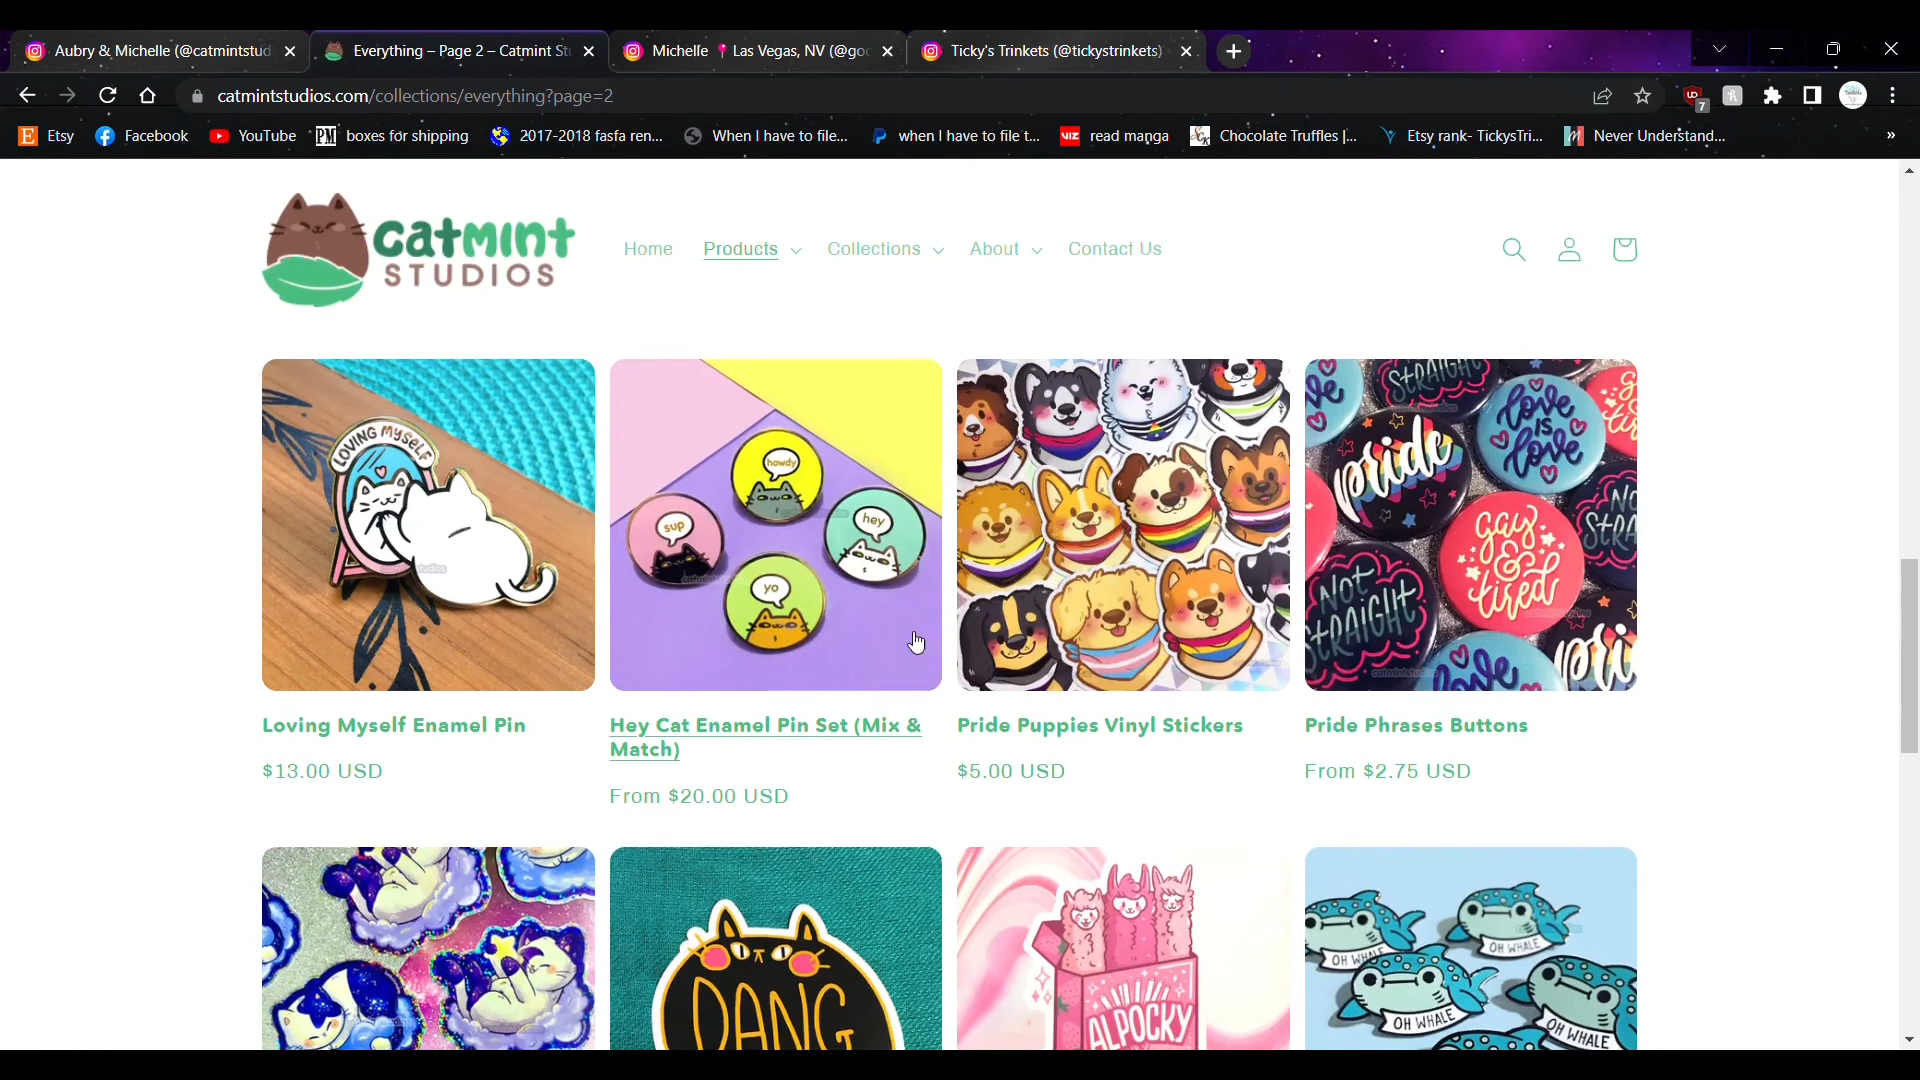 Aubry & Michelle (@catmintstud
Everything – Page 2 – Catmint St
Michelle 📍 Las Vegas, NV (@goo
Ticky's Trinkets (@tickystrinkets)
catmintstudios.com/collections/everything?page=2
7
Etsy
Facebook
YouTube
PM boxes for shipping
2017-2018 fasfa ren...
When I have to file...
when I have to file t...
VIZ read manga
Chocolate Truffles |...
Etsy rank- TickysTri...
Never Understand...
catmint
STUDIOS
Home
Products
Collections
About
Contact Us
LOVING MYSELF
howdy
sup
hey
yo
STRAIGHT
love
is
love
pride
gay
&
tired
NOT
STRAIGHT
Loving Myself Enamel Pin
$13.00 USD
Hey Cat Enamel Pin Set (Mix &
Match)
From $20.00 USD
Pride Puppies Vinyl Stickers
$5.00 USD
Pride Phrases Buttons
From $2.75 USD
DANG
ALPOCKY
OH WHALE
OH WHALE
OH WHALE
OH WHALE